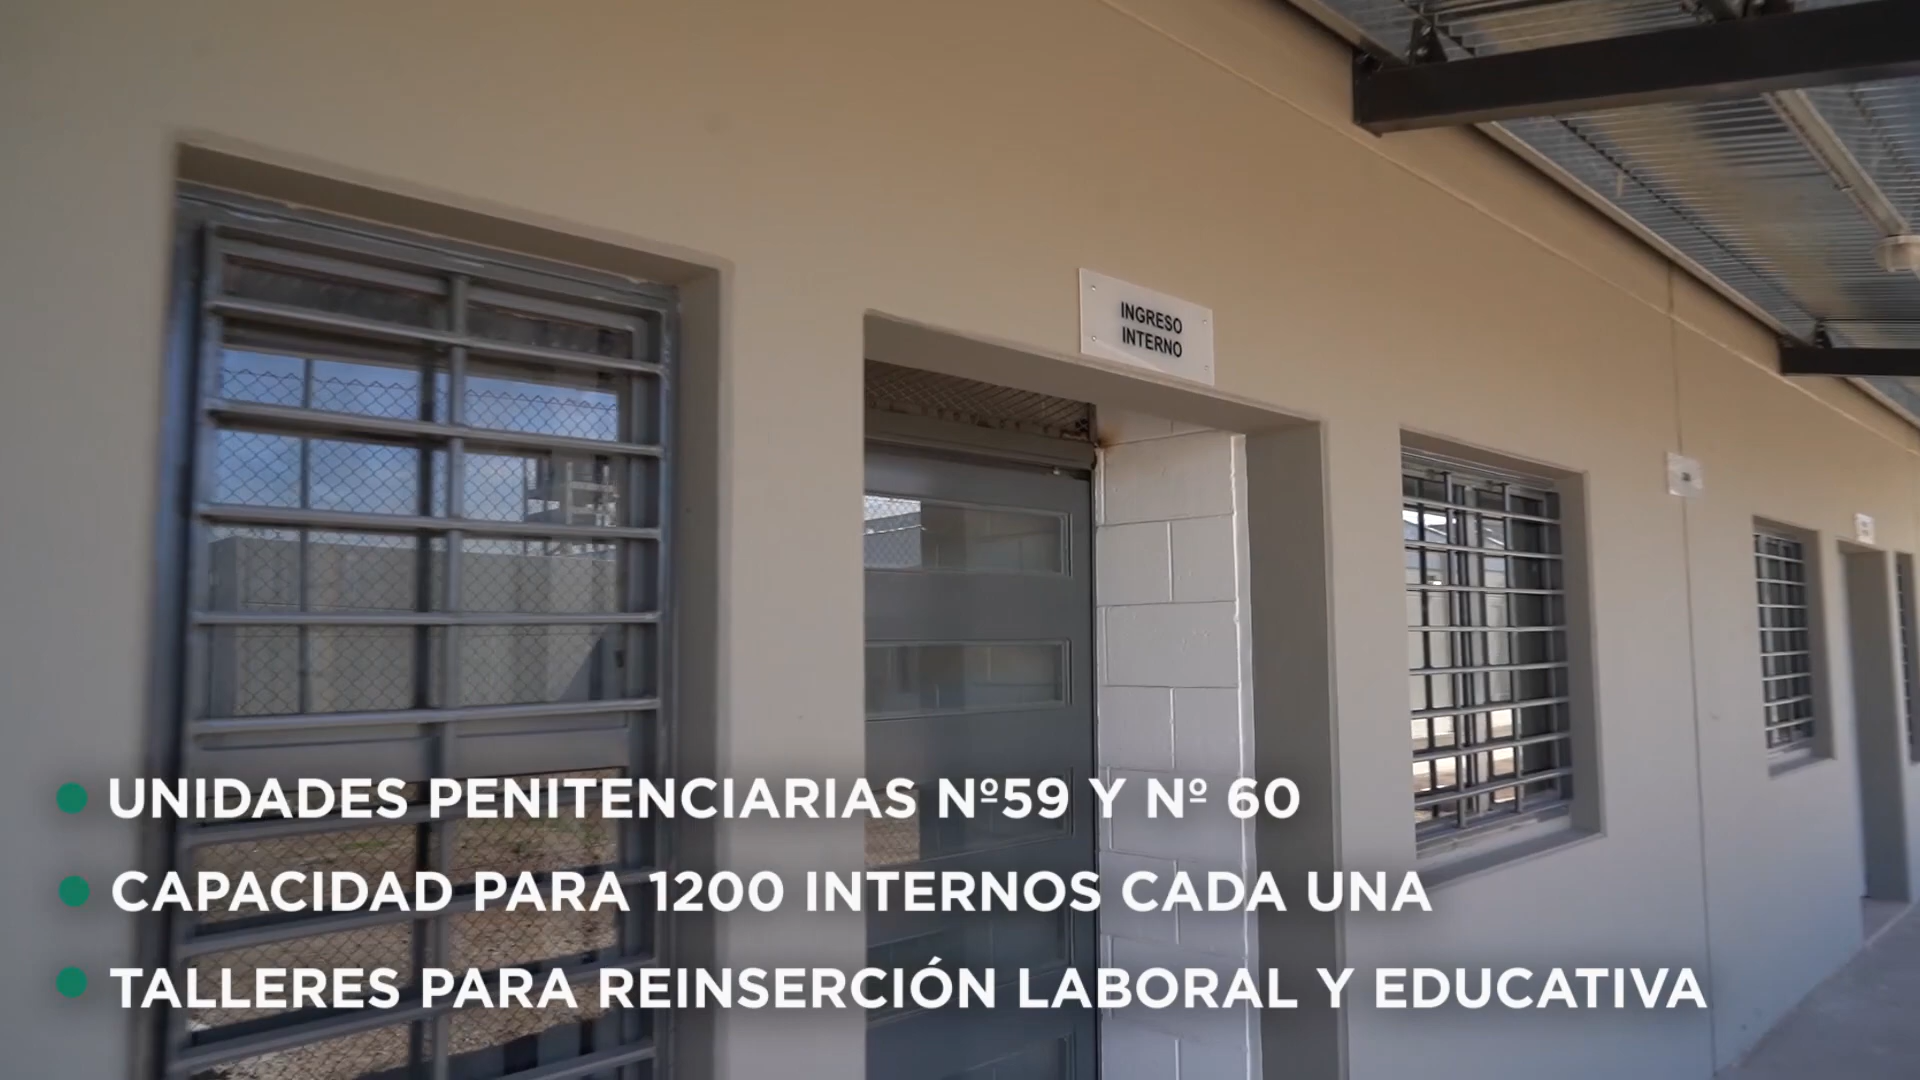 INGRESO
INTERNO
UNIDADES PENITENCIARIAS Nº59 Y Nº 60
CAPACIDAD PARA 1200 INTERNOS CADA UNA
TALLERES PARA REINSERCIÓN LABORAL Y EDUCATIVA